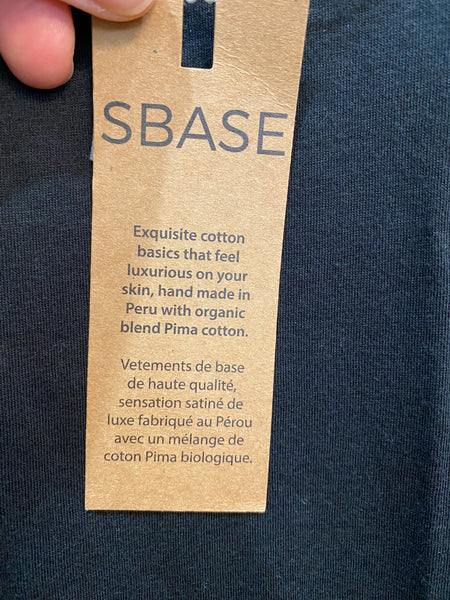 SBASE
Exquisite cotton
basics that feel
luxurious on your
skin, hand made in
Peru with organic
blend Pima cotton.
Vetements de base
de haute qualité,
sensation satiné de
luxe fabriqué au Pérou
avec un mélange de
coton Pima biologique.